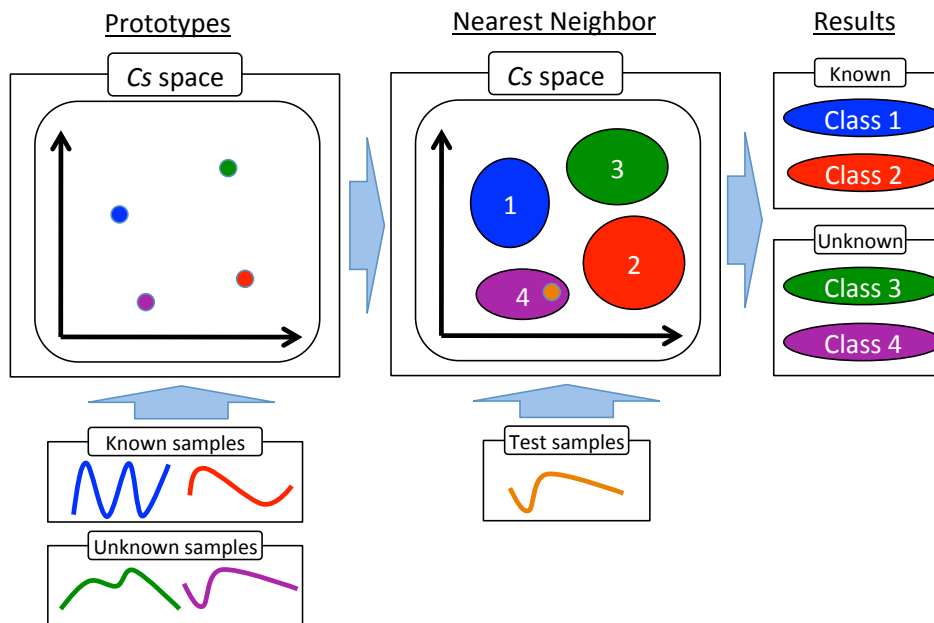 Prototypes
Nearest Neighbor
Results
Cs space
Cs space
Known
Class 1
Class 2
Unknown
Class 3
Class 4
1
3
2
4
Known samples
Unknown samples
Test samples